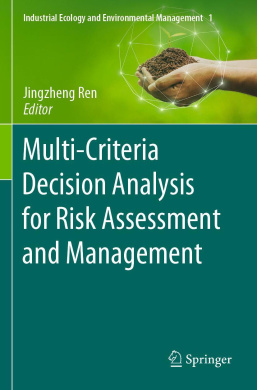 Industrial Ecology and Environmental Management 1
Jingzheng Ren
Editor
Multi-Criteria
Decision Analysis
for Risk Assessment
and Management
Springer